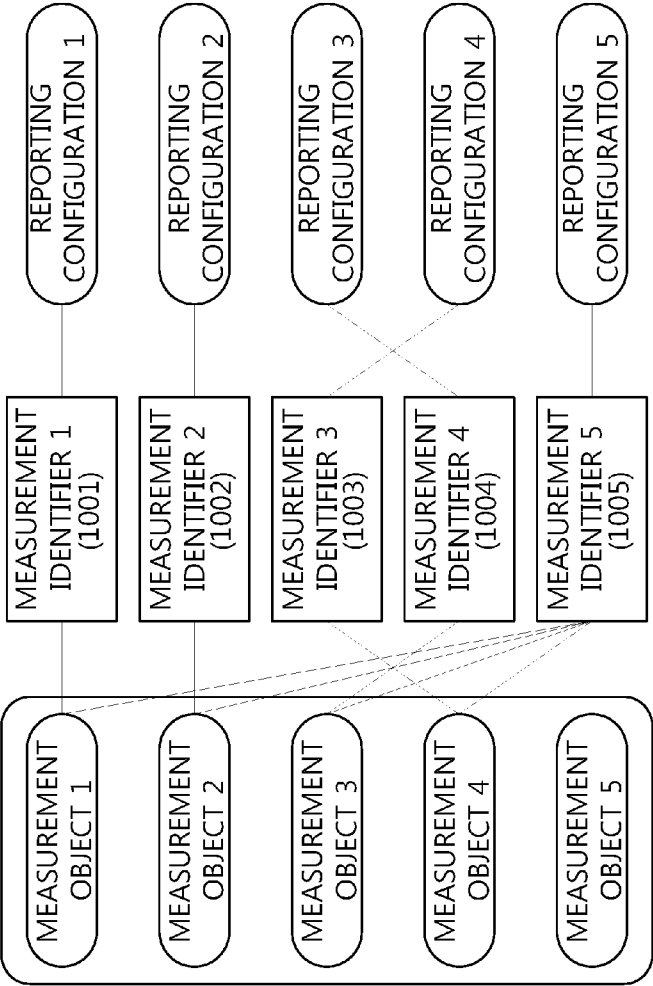 MEASUREMENT
OBJECT 1
MEASUREMENT
OBJECT 2
MEASUREMENT
OBJECT 3
MEASUREMENT
OBJECT 4
MEASUREMENT
OBJECT 5
MEASUREMENT
IDENTIFIER 1
(1001)
MEASUREMENT
IDENTIFIER 2
(1002)
MEASUREMENT
IDENTIFIER 3
(1003)
MEASUREMENT
IDENTIFIER 4
(1004)
MEASUREMENT
IDENTIFIER 5
(1005)
REPORTING
CONFIGURATION 1
REPORTING
CONFIGURATION 2
REPORTING
CONFIGURATION 3
REPORTING
CONFIGURATION 4
REPORTING
CONFIGURATION 5